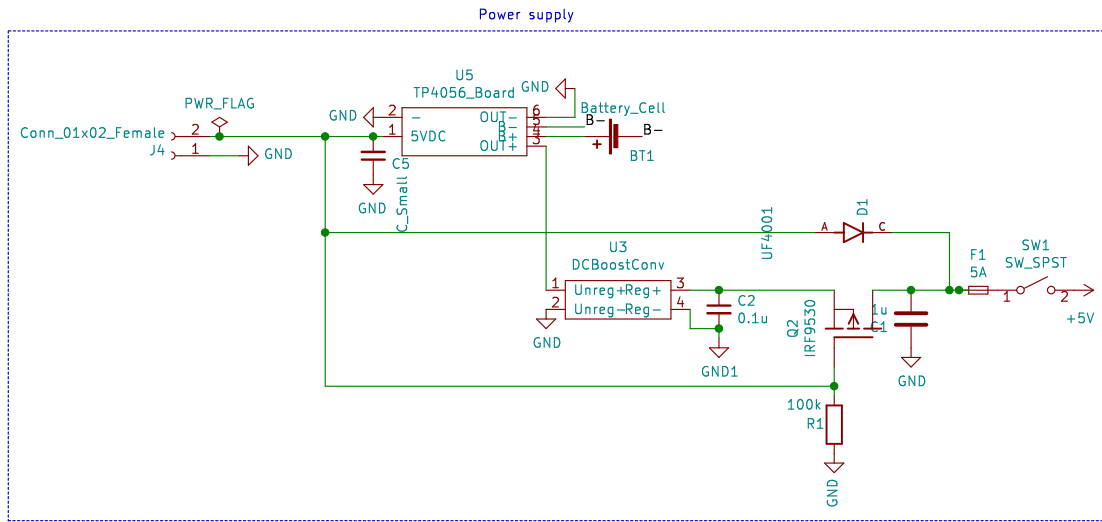 Power supply
U5
TP4056_Board
PWR_FLAG
GND
GND
Battery_Cell
Conn_01x02_Female
2
2
-
OUT-
6
B-
5
B-
J4
1
GND
1
5VDC
B+
4
OUT+
3
+
B-
BT1
C5
C_Small
GND
UF4001
A
D1
C
U3
DCBoostConv
F1
5A
SW1
SW_SPST
1
Unreg+
Reg+
3
2
Unreg-
Reg-
4
C2
0.1u
Q2
IRF9530
1u
C1
1
2
+5V
GND
GND1
GND
100k
R1
GND